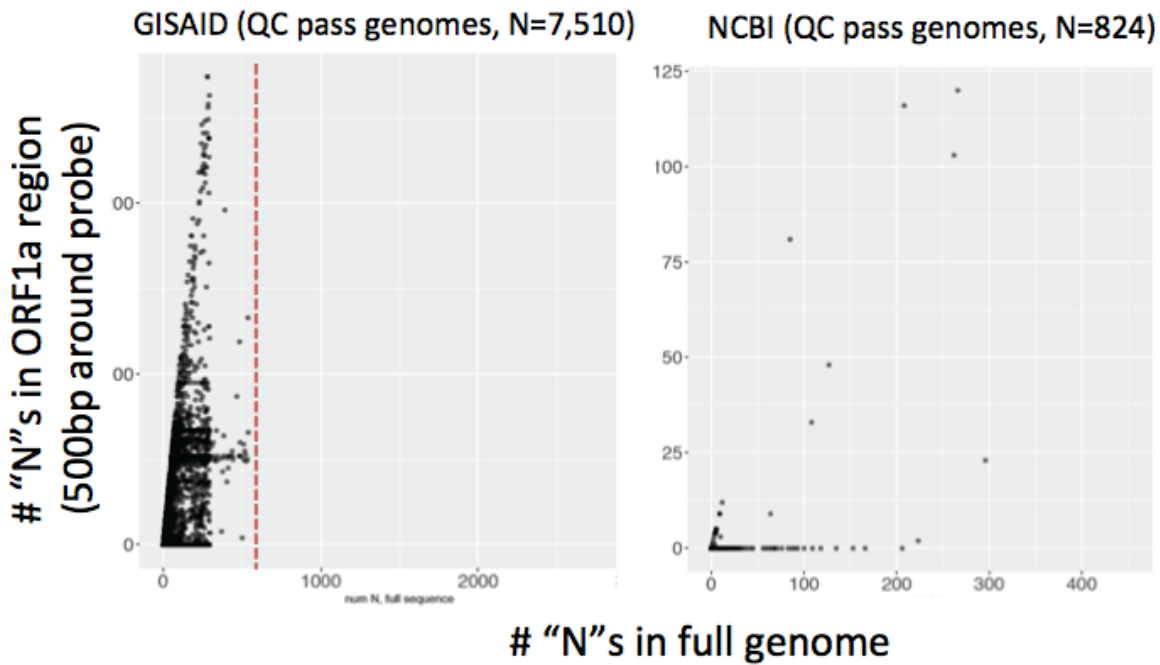 GISAID (QC pass genomes, N=7,510)
NCBI (QC pass genomes, N=824)
# “N”s in ORF1a region
(500bp around probe)
00
00
0
0
1000
2000
num N, full sequence
125
100
75
50
25
0
0
100
200
300
400
# “N”s in full genome